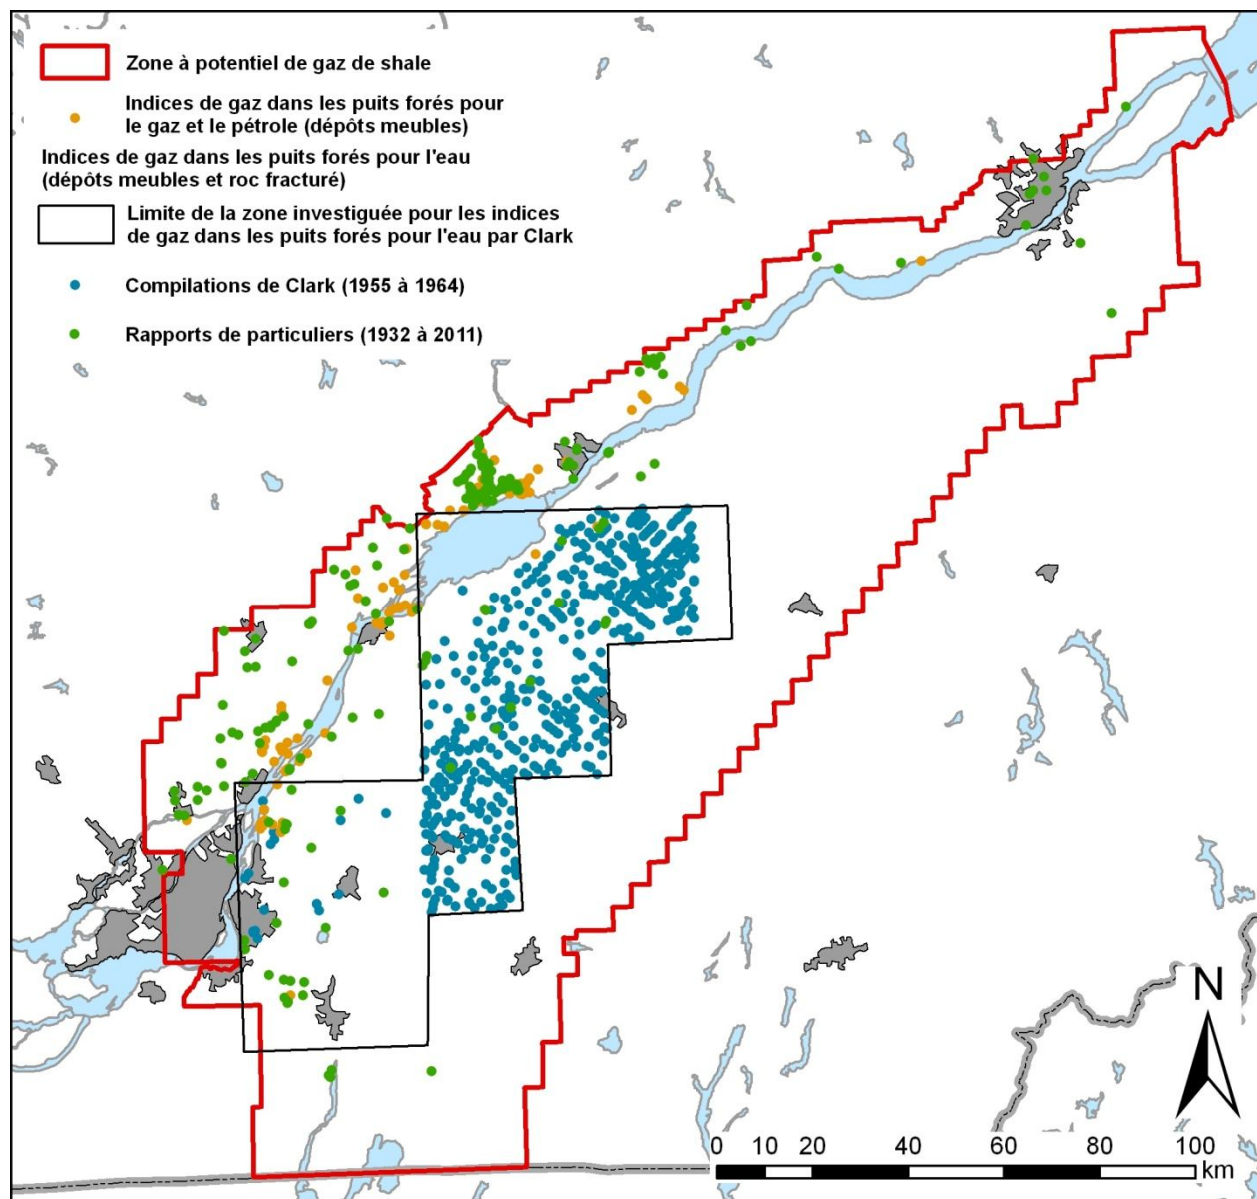 Zone à potentiel de gaz de shale
Indices de gaz dans les puits forés pour
le gaz et le pétrole (dépôts meubles)
Indices de gaz dans les puits forés pour l'eau
(dépôts meubles et roc fracturé)
Limite de la zone investiguée pour les indices
de gaz dans les puits forés pour l'eau par Clark
Compilations de Clark (1955 à 1964)
Rapports de particuliers (1932 à 2011)
N
0 10 20 40 60 80 100
km